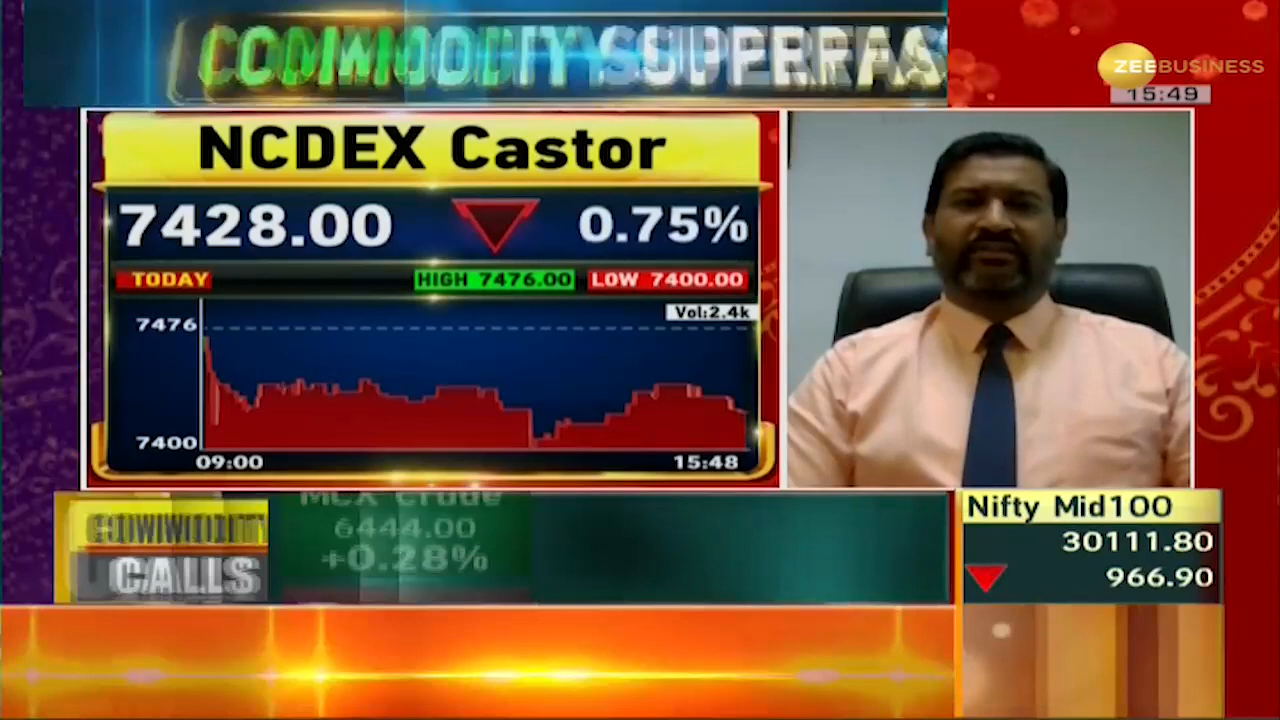 COMMODITY SUPERFAS
ZEEBUSINESS
15:49
NCDEX Castor
7428.00 0.75%
TODAY HIGH 7476.00 LOW 7400.00
Vol:2.4k
7476
7400
09:00 15:48
COMMODITY
CALLS
MCX Crude
6444.00
+0.28%
Nifty Mid100
30111.80
966.90